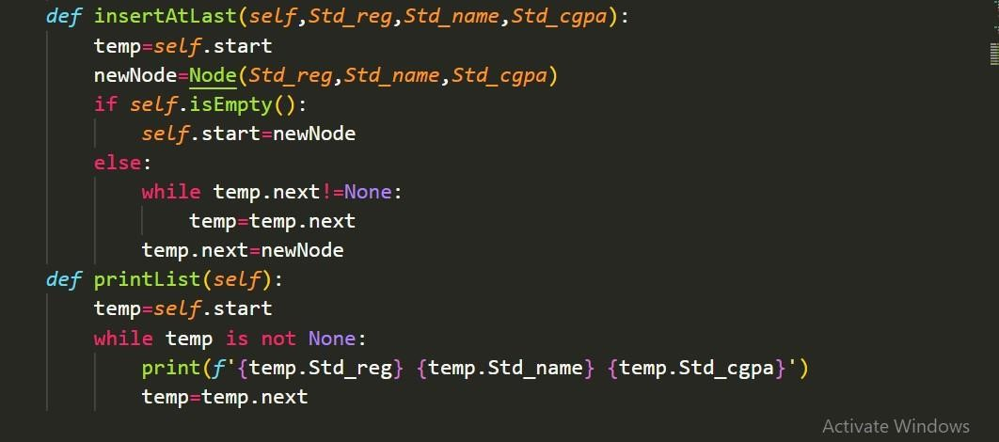 def insertAtLast(self,Std_reg,Std_name,Std_cgpa):
    temp=self.start
    newNode=Node(Std_reg,Std_name,Std_cgpa)
    if self.isEmpty():
        self.start=newNode
    else:
        while temp.next!=None:
            temp=temp.next
        temp.next=newNode
def printList(self):
    temp=self.start
    while temp is not None:
        print(f'{temp.Std_reg} {temp.Std_name} {temp.Std_cgpa}')
        temp=temp.next
Activate Windows